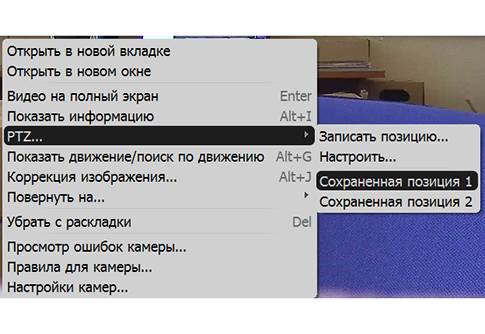 Открыть в новой вкладке
Открыть в новом окне
Видео на полный экран Enter
Показать информацию Alt+I
PTZ...
Показать движение/поиск по движению Alt+G
Коррекция изображения... Alt+J
Повернуть на...
Убрать с раскладки Del
Просмотр ошибок камеры...
Правила для камеры...
Настройки камер...
Записать позицию...
Настроить...
Сохраненная позиция 1
Сохраненная позиция 2